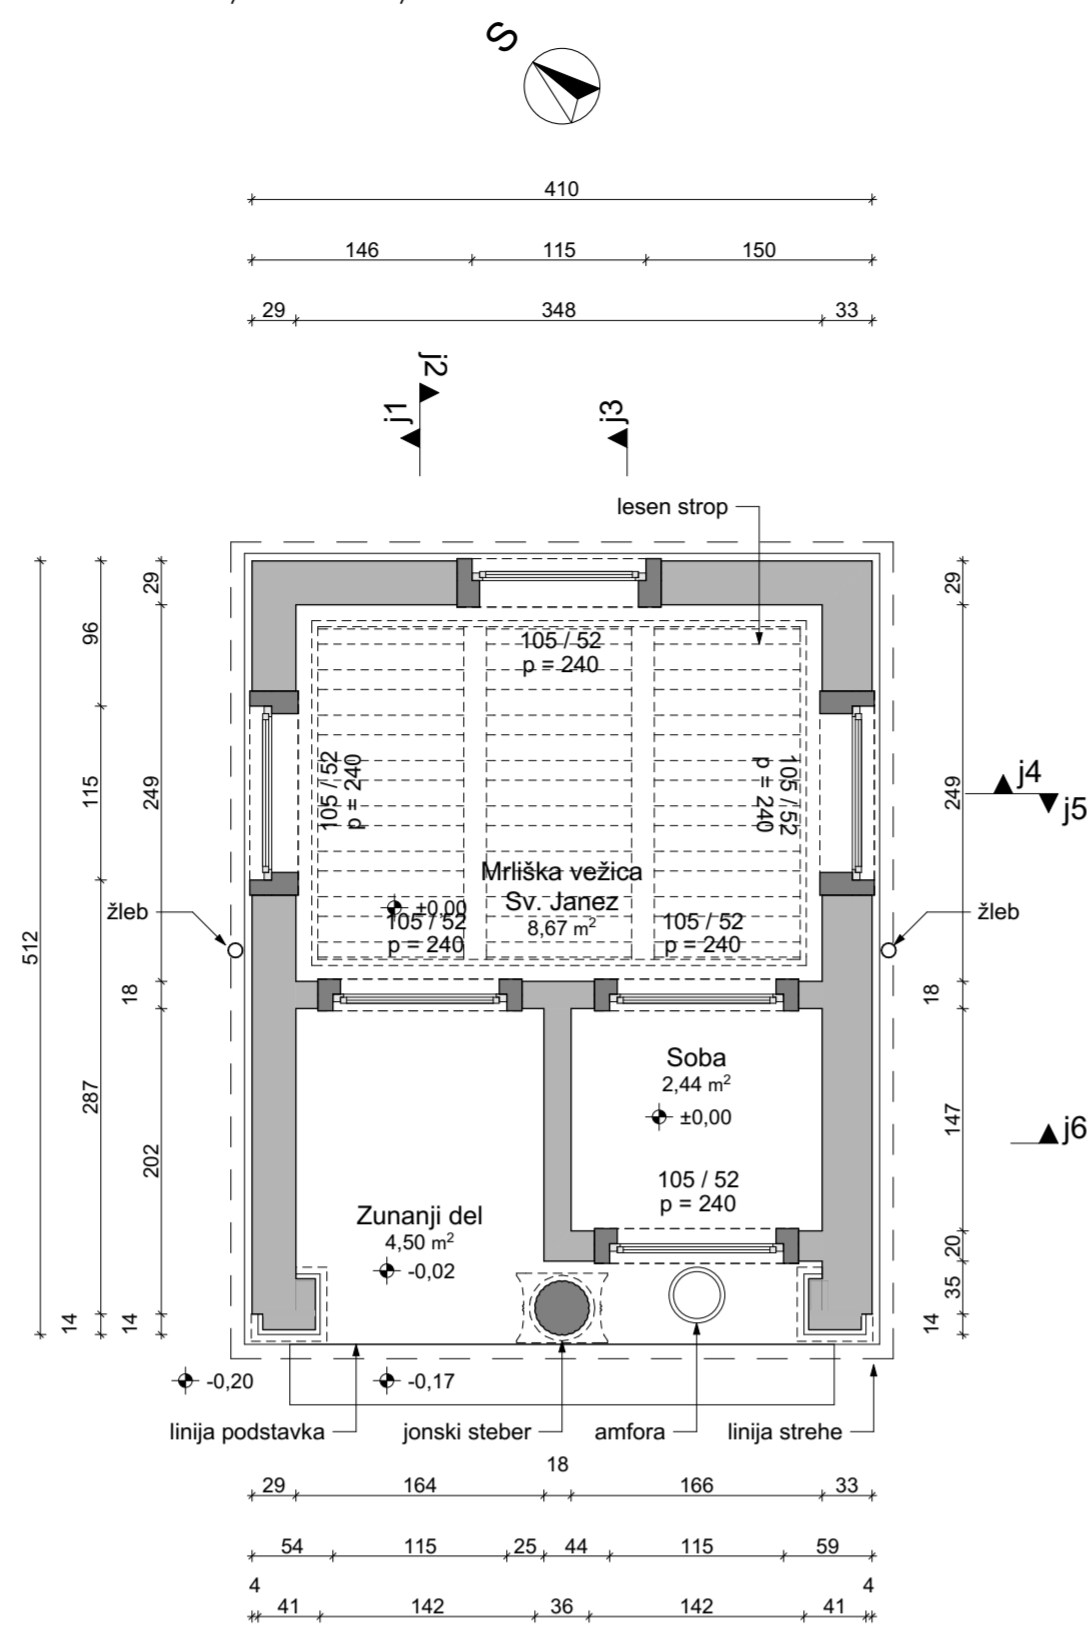 S
410
146
115
150
29
348
33
j2
j1
j3
lesen strop
29
29
96
105 / 52
p = 240
115
249
105 / 52
p = 240
105 / 52
p = 240
249
j4
j5
Mrliška vežica
Sv. Janez
8,67 m²
±0,00
105 / 52
p = 240
105 / 52
p = 240
žleb
žleb
512
18
18
Soba
2,44 m²
±0,00
287
147
j6
202
105 / 52
p = 240
Zunanji del
4,50 m²
-0,02
20
35
14
14
14
-0,20
-0,17
linija podstavka
jonski steber
amfora
linija strehe
18
29
164
166
33
54
115
25
44
115
59
4
4
41
142
36
142
41